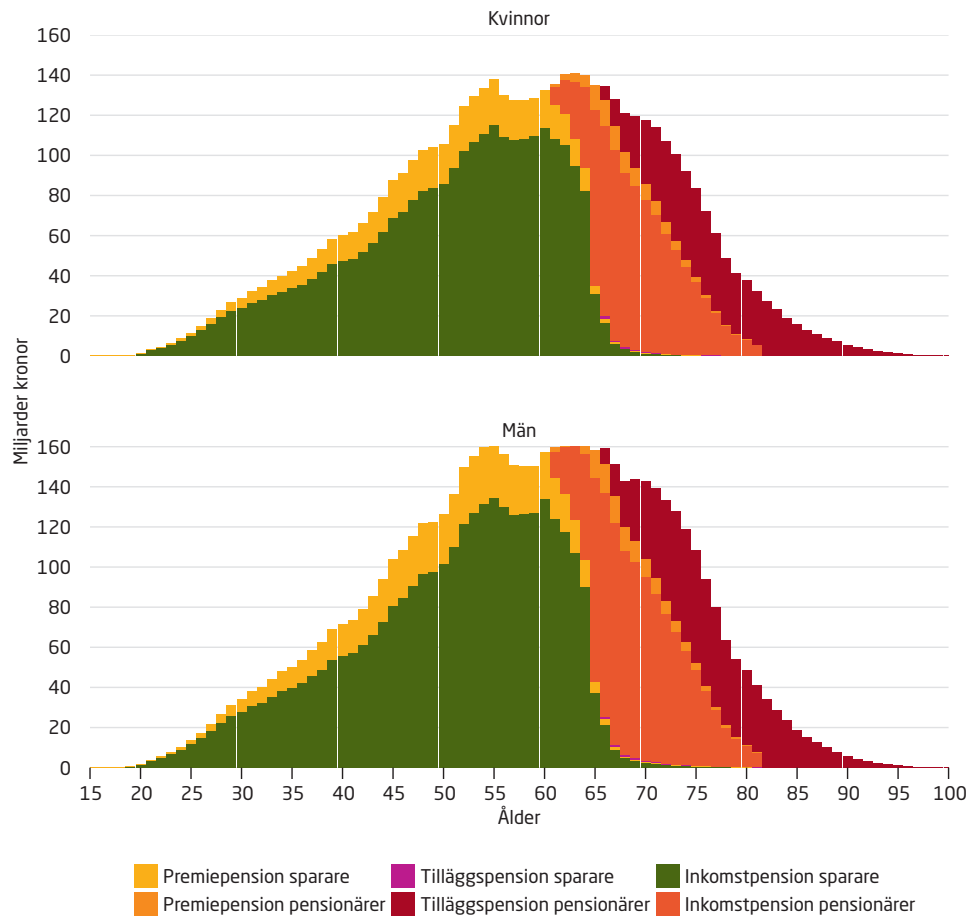 Kvinnor
160
140
120
100
80
60
40
20
0
Miljarder kronor
Män
160
140
120
100
80
60
40
20
0
15 20 25 30 35 40 45 50 55 60 65 70 75 80 85 90 95 100
Ålder
Premiepension sparare Tilläggspension sparare Inkomstpension sparare
Premiepension pensionärer Tilläggspension pensionärer Inkomstpension pensionärer